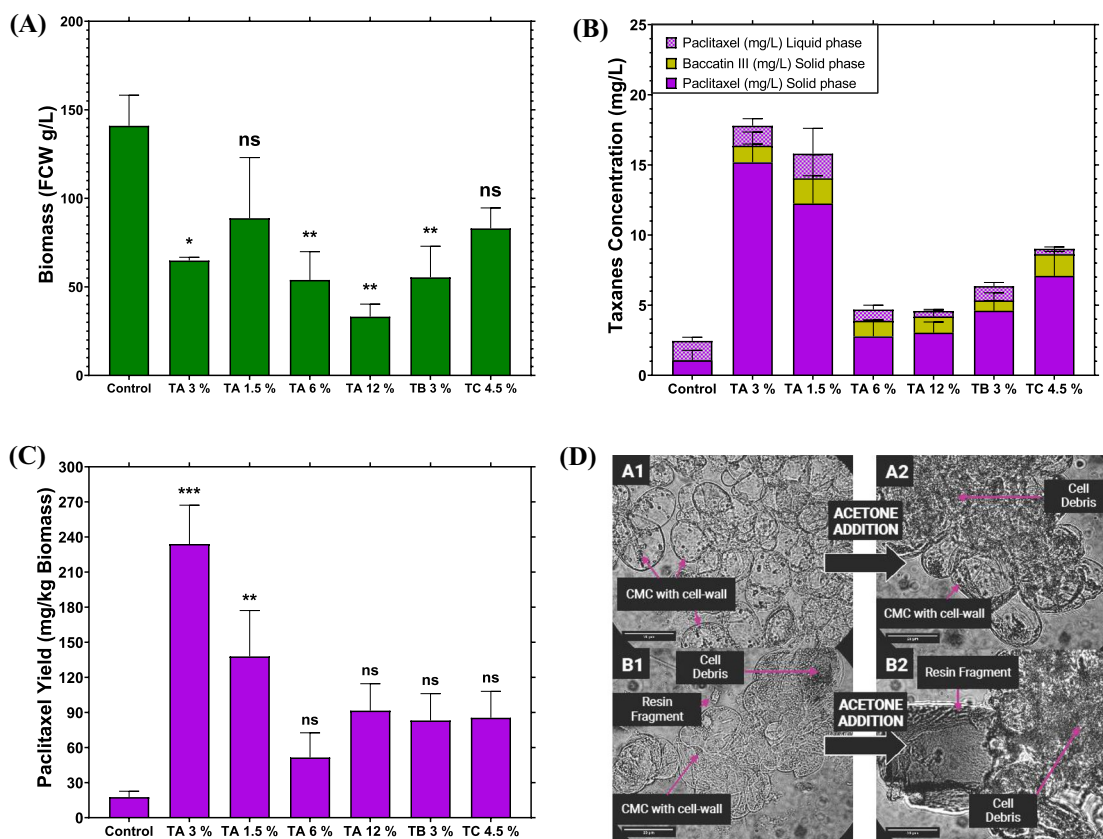 (A)
Biomass (FCW g/L)
200
150
100
50
0
*
ns
**
**
**
ns
Control TA 3 % TA 1.5 % TA 6 % TA 12 % TB 3 % TC 4.5 %
(B)
Taxanes Concentration (mg/L)
25
20
15
10
5
0
Paclitaxel (mg/L) Liquid phase
Baccatin III (mg/L) Solid phase
Paclitaxel (mg/L) Solid phase
Control TA 3 % TA 1.5 % TA 6 % TA 12 % TB 3 % TC 4.5 %
(C)
Paclitaxel Yield (mg/kg Biomass)
300
270
240
210
180
150
120
90
60
30
0
***
**
ns
ns
ns
ns
Control TA 3 % TA 1.5 % TA 6 % TA 12 % TB 3 % TC 4.5 %
(D)
A1
CMC with cell-wall
ACETONE
ADDITION
A2
Cell
Debris
CMC with cell-wall
B1
Cell
Debris
Resin
Fragment
CMC with cell-wall
ACETONE
ADDITION
B2
Resin Fragment
Cell
Debris